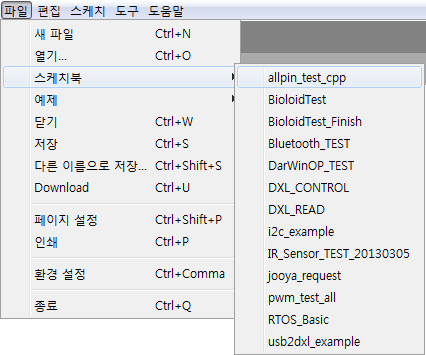 파일 편집 스케치 도구 도움말
새 파일 Ctrl+N
열기... Ctrl+O
스케치북
예제
닫기 Ctrl+W
저장 Ctrl+S
다른 이름으로 저장... Ctrl+Shift+S
Download Ctrl+U
페이지 설정 Ctrl+Shift+P
인쇄 Ctrl+P
환경 설정 Ctrl+Comma
종료 Ctrl+Q
allpin_test_cpp
BioloidTest
BioloidTest_Finish
Bluetooth_TEST
DarWinOP_TEST
DXL_CONTROL
DXL_READ
i2c_example
IR_Sensor_TEST_20130305
jooya_request
pwm_test_all
RTOS_Basic
usb2dxl_example